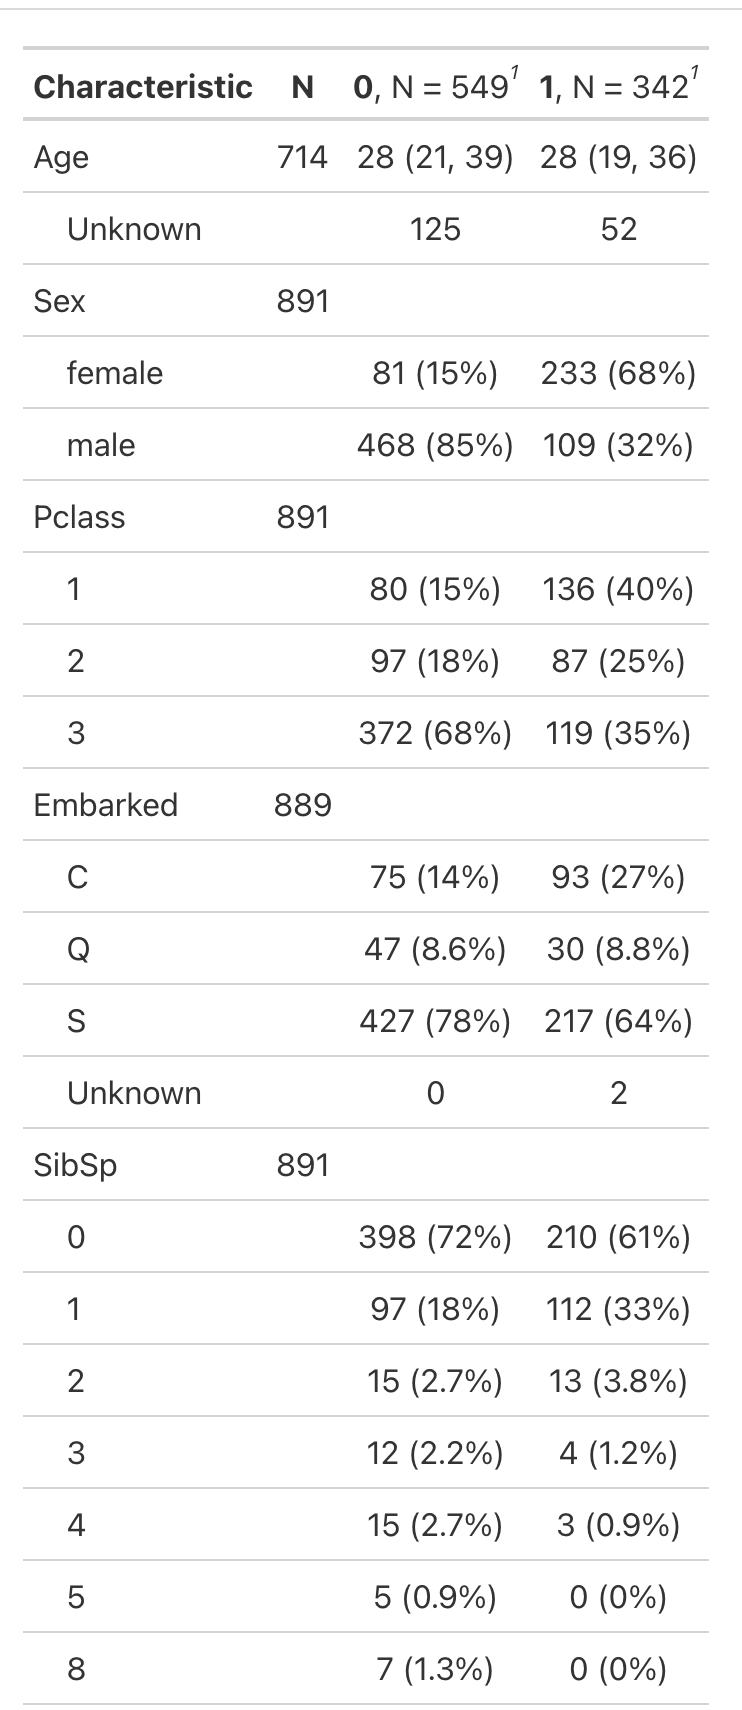 Characteristic N 0, N = 549¹ 1, N = 342¹
Age 714 28 (21, 39) 28 (19, 36)
Unknown 125 52
Sex 891
female 81 (15%) 233 (68%)
male 468 (85%) 109 (32%)
Pclass 891
1 80 (15%) 136 (40%)
2 97 (18%) 87 (25%)
3 372 (68%) 119 (35%)
Embarked 889
C 75 (14%) 93 (27%)
Q 47 (8.6%) 30 (8.8%)
S 427 (78%) 217 (64%)
Unknown 0 2
SibSp 891
0 398 (72%) 210 (61%)
1 97 (18%) 112 (33%)
2 15 (2.7%) 13 (3.8%)
3 12 (2.2%) 4 (1.2%)
4 15 (2.7%) 3 (0.9%)
5 5 (0.9%) 0 (0%)
8 7 (1.3%) 0 (0%)